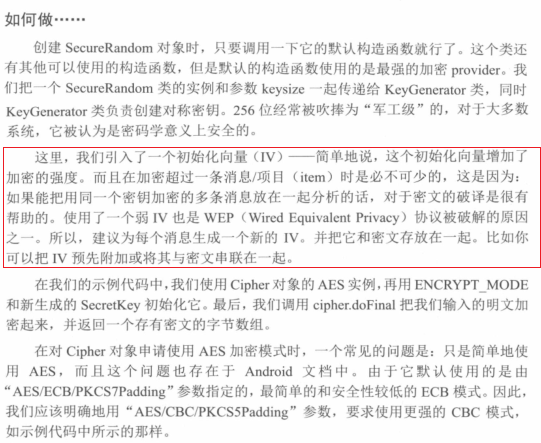 如何做……
创建 SecureRandom 对象时，只要调用一下它的默认构造函数就行了。这个类还
有其他可以使用的构造函数，但是默认的构造函数使用的是最强的加密 provider。我
们把一个 SecureRandom 类的实例和参数 keysize 一起传递给 KeyGenerator 类，同时
KeyGenerator 类负责创建对称密钥。256 位经常被吹捧为“军工级”的，对于大多数
系统，它被认为是密码学意义上安全的。
这里，我们引入了一个初始化向量（IV）——简单地说，这个初始化向量增加了
加密的强度。而且在加密超过一条消息/项目（item）时是必不可少的，这是因为：
如果能把用同一个密钥加密的多条消息放在一起分析的话，对于密文的破译是很有
帮助的。使用了一个弱 IV 也是 WEP（Wired Equivalent Privacy）协议被破解的原因
之一。所以，建议为每个消息生成一个新的 IV。并把它和密文存放在一起。比如你
可以把 IV 预先附加或将其与密文串联在一起。
在我们的示例代码中，我们使用 Cipher 对象的 AES 实例，再用 ENCRYPT_MODE
和新生成的 SecretKey 初始化它。最后，我们调用 cipher.doFinal 把我们输入的明文加
密起来，并返回一个存有密文的字节数组。
在对 Cipher 对象申请使用 AES 加密模式时，一个常见的问题是：只是简单地使
用 AES，而且这个问题也存在于 Android 文档中。由于它默认使用的是由
“AES/ECB/PKCS7Padding”参数指定的，最简单的和安全性较低的 ECB 模式。因此，
我们应该明确地用“AES/CBC/PKCS5Padding”参数，要求使用更强的 CBC 模式，
如示例代码中所示的那样。